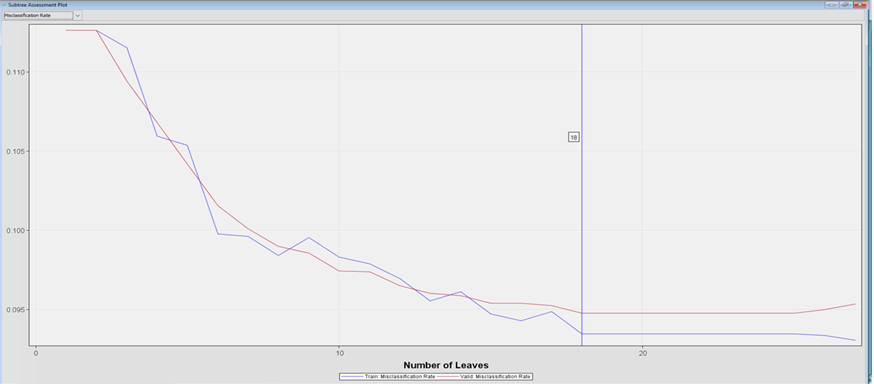 Subtree Assessment Plot
Misclassification Rate
0.110
0.105
0.100
0.095
18
0
10
20
Number of Leaves
Train: Misclassification Rate Valid: Misclassification Rate